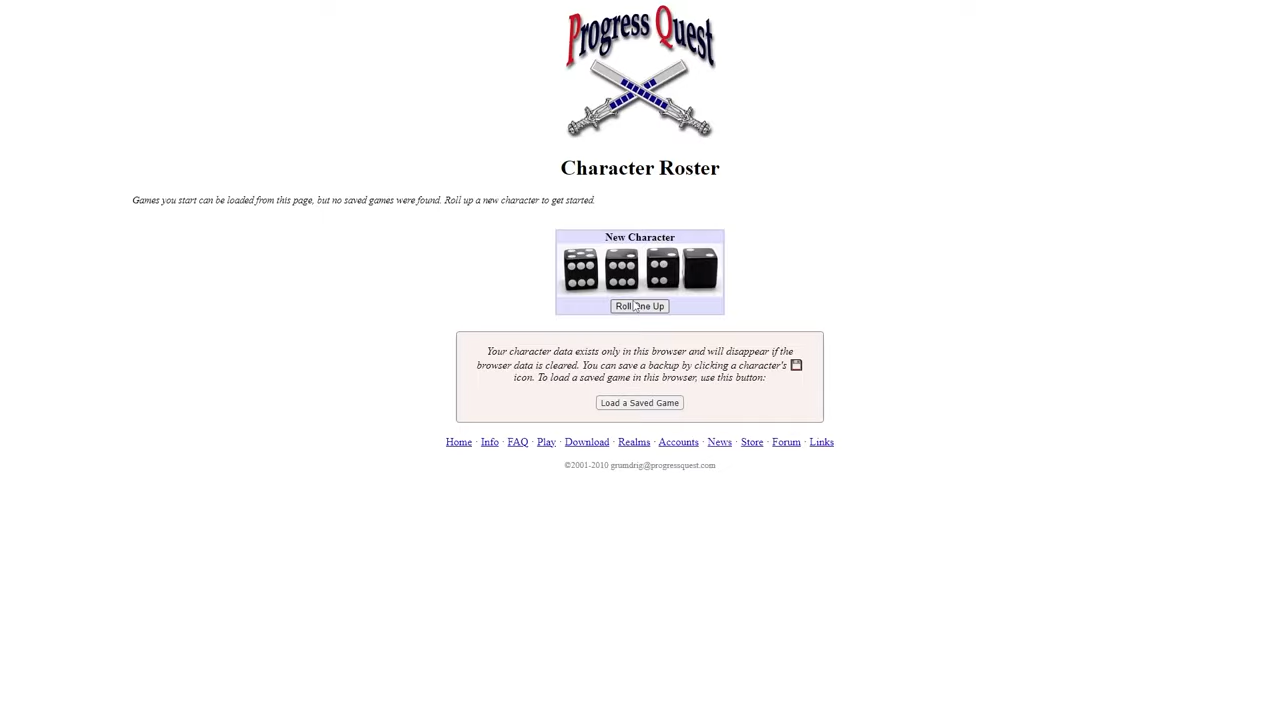 Progress Quest
Character Roster
Games you start can be loaded from this page, but no saved games were found. Roll up a new character to get started.
New Character
Roll One Up
Your character data exists only in this browser and will disappear if the
browser data is cleared. You can save a backup by clicking a character's
icon. To load a saved game in this browser, use this button:
Load a Saved Game
Home · Info · FAQ · Play · Download · Realms · Accounts · News · Store · Forum · Links
©2001-2010 grumdrig@progressquest.com